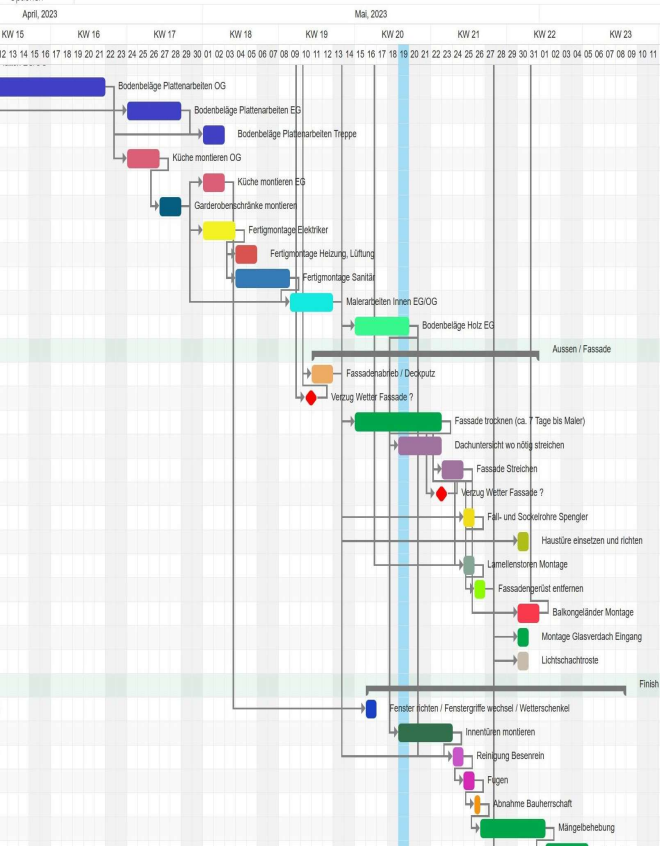 April, 2023
Mai, 2023
KW 15 KW 16 KW 17 KW 18 KW 19 KW 20 KW 21 KW 22 KW 23
12 13 14 15 16 17 18 19 20 21 22 23 24 25 26 27 28 29 30 01 02 03 04 05 06 07 08 09 10 11 12 13 14 15 16 17 18 19 20 21 22 23 24 25 26 27 28 29 30 31 01 02 03 04 05 06 07 08 09 10 11
Bodenbeläge Plattenarbeiten OG
Bodenbeläge Plattenarbeiten EG
Bodenbeläge Plattenarbeiten Treppe
Küche montieren OG
Küche montieren EG
Garderobenschränke montieren
Fertigmontage Elektriker
Fertigmontage Heizung, Lüftung
Fertigmontage Sanitär
Malerarbeiten Innen EG/OG
Bodenbeläge Holz EG
Aussen / Fassade
Fassadenabrieb / Deckputz
Verzug Wetter Fassade ?
Fassade trocknen (ca. 7 Tage bis Maler)
Dachuntersicht wo nötig streichen
Fassade Streichen
Verzug Wetter Fassade ?
Fall- und Sockelrohre Spengler
Haustüre einsetzen und richten
Lamellenstoren Montage
Fassadengerüst entfernen
Balkongeländer Montage
Montage Glasverdach Eingang
Lichtschachtroste
Finish
Fenster richten / Fenstergriffe wechsel / Wetterschenkel
Innentüren montieren
Reinigung Besenrein
Fugen
Abnahme Bauherrschaft
Mängelbehebung